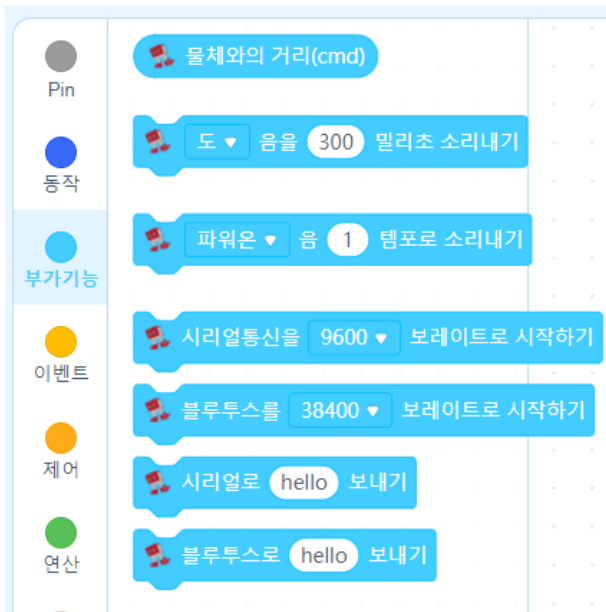 Pin
동작
부가기능
이벤트
제어
연산
물체와의 거리(cmd)
도 음을 300 밀리초 소리내기
파워온 음 1 템포로 소리내기
시리얼통신을 9600 보레이트로 시작하기
블루투스를 38400 보레이트로 시작하기
시리얼로 hello 보내기
블루투스로 hello 보내기